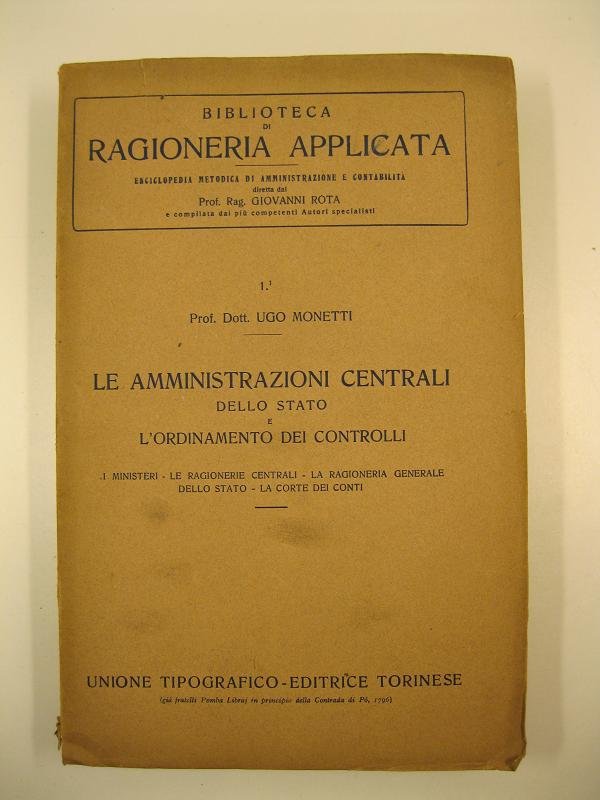 BIBLIOTECA
DI
RAGIONERIA APPLICATA
ENCICLOPEDIA METODICA DI AMMINISTRAZIONE E CONTABILITÀ
diretta dal
Prof. Rag. GIOVANNI ROTA
e compilata dai più competenti Autori specialisti
1.¹
Prof. Dott. UGO MONETTI
LE AMMINISTRAZIONI CENTRALI
DELLO STATO
E
L'ORDINAMENTO DEI CONTROLLI
I MINISTERI - LE RAGIONERIE CENTRALI - LA RAGIONERIA GENERALE
DELLO STATO - LA CORTE DEI CONTI
UNIONE TIPOGRAFICO-EDITRICE TORINESE
(già fratelli Pomba Libraj in principio della Contrada di Pò, 1796)